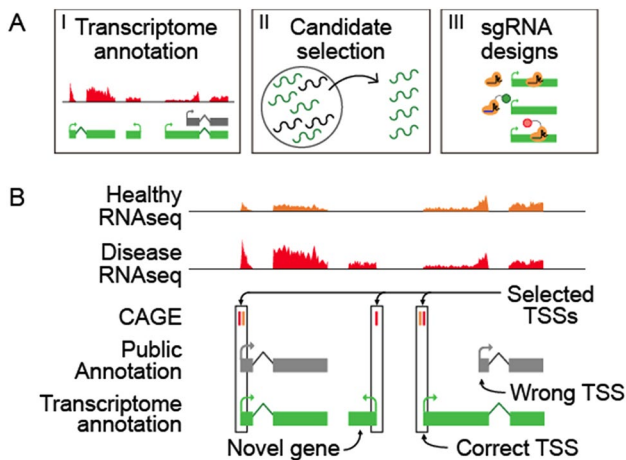 A
I
Transcriptome
annotation
II
Candidate
selection
III
sgRNA
designs
B
Healthy
RNAseq
Disease
RNAseq
CAGE
Selected
TSSs
Public
Annotation
Wrong TSS
Transcriptome
annotation
Novel gene
Correct TSS